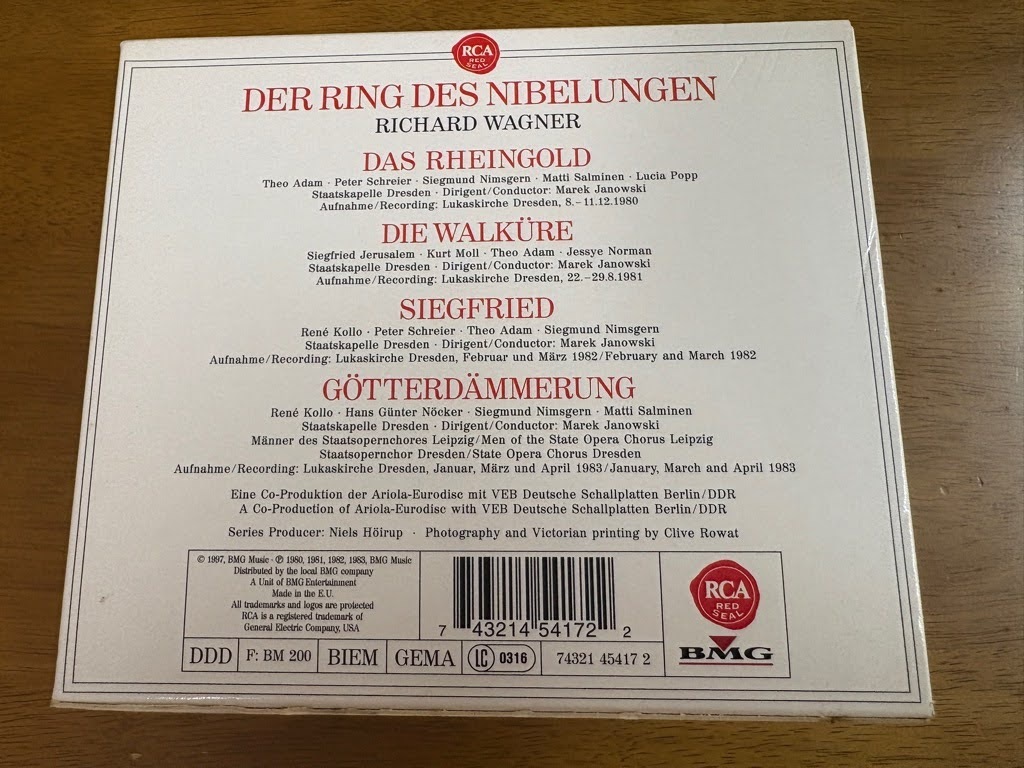 RCA
RED
SEAL
DER RING DES NIBELUNGEN
RICHARD WAGNER
DAS RHEINGOLD
Theo Adam · Peter Schreier · Siegmund Nimsgern · Matti Salminen · Lucia Popp
Staatskapelle Dresden · Dirigent/Conductor: Marek Janowski
Aufnahme/Recording: Lukaskirche Dresden, 8.–11.12.1980
DIE WALKÜRE
Siegfried Jerusalem · Kurt Moll · Theo Adam · Jessye Norman
Staatskapelle Dresden · Dirigent/Conductor: Marek Janowski
Aufnahme/Recording: Lukaskirche Dresden, 22.–29.8.1981
SIEGFRIED
René Kollo · Peter Schreier · Theo Adam · Siegmund Nimsgern
Staatskapelle Dresden · Dirigent/Conductor: Marek Janowski
Aufnahme/Recording: Lukaskirche Dresden, Februar und März 1982/February and March 1982
GÖTTERDÄMMERUNG
René Kollo · Hans Günter Nöcker · Siegmund Nimsgern · Matti Salminen
Staatskapelle Dresden · Dirigent/Conductor: Marek Janowski
Männer des Staatsopernchores Leipzig/Men of the State Opera Chorus Leipzig
Staatsopernchor Dresden/State Opera Chorus Dresden
Aufnahme/Recording: Lukaskirche Dresden, Januar, März und April 1983/January, March and April 1983
Eine Co-Produktion der Ariola-Eurodisc mit VEB Deutsche Schallplatten Berlin/DDR
A Co-Production of Ariola-Eurodisc with VEB Deutsche Schallplatten Berlin/DDR
Series Producer: Niels Höirup · Photography and Victorian printing by Clive Rowat
© 1997, BMG Music · ℗ 1980, 1981, 1982, 1983, BMG Music
Distributed by the local BMG company
A Unit of BMG Entertainment
Made in the E.U.
All trademarks and logos are protected
RCA is a registered trademark of
General Electric Company, USA
7 43214 54172 2
RCA
RED
SEAL
BMG
DDD F: BM 200 BIEM GEMA LC 0316 74321 45417 2